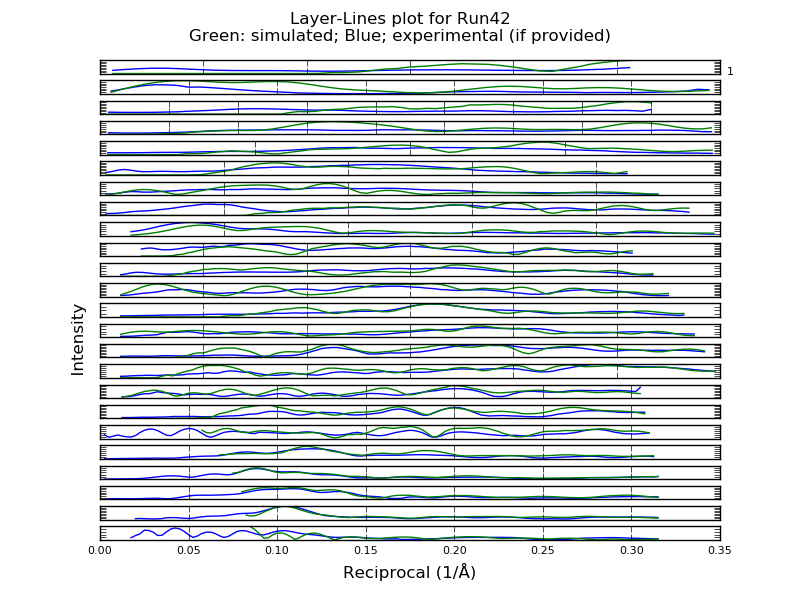 Layer-Lines plot for Run42
Green: simulated; Blue; experimental (if provided)
1
Intensity
0.00 0.05 0.10 0.15 0.20 0.25 0.30 0.35
Reciprocal (1/Å)